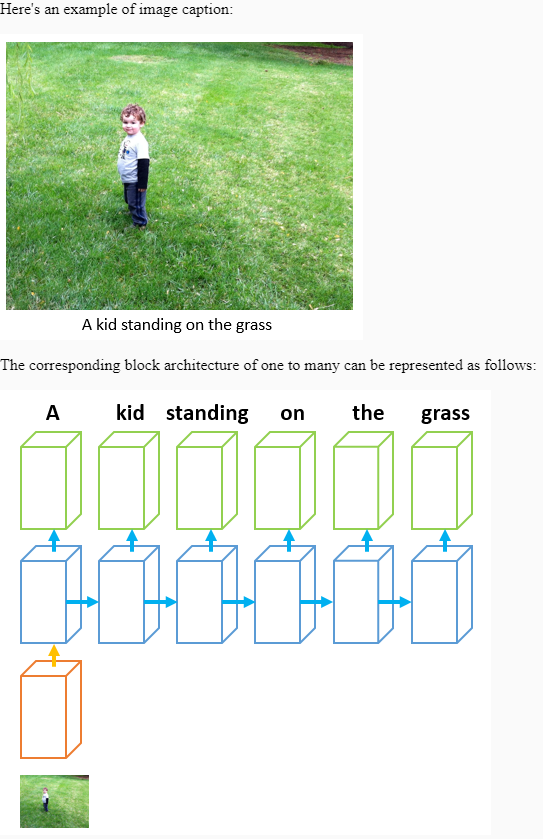 Here's an example of image caption:
A kid standing on the grass
The corresponding block architecture of one to many can be represented as follows:
A kid standing on the grass